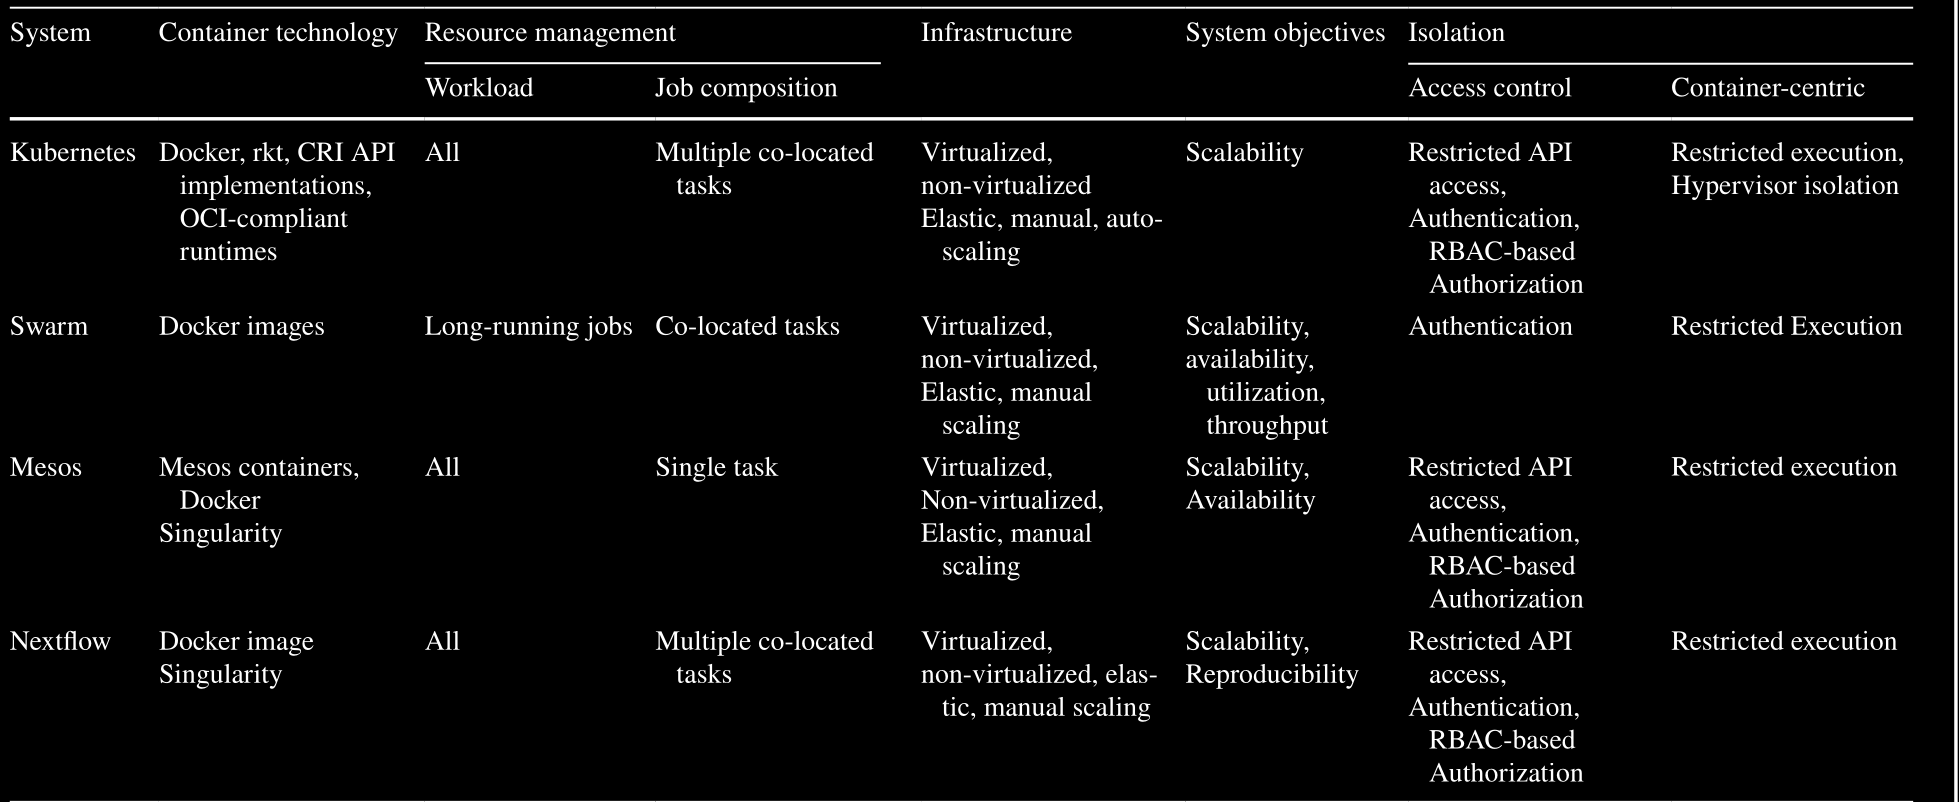 System Container technology Resource management Infrastructure System objectives Isolation
Workload Job composition Access control Container-centric
Kubernetes Docker, rkt, CRI API All Multiple co-located Virtualized, Scalability Restricted API Restricted execution,
implementations, tasks non-virtualized access, Hypervisor isolation
OCI-compliant Elastic, manual, auto- Authentication,
runtimes scaling RBAC-based
Authorization
Swarm Docker images Long-running jobs Co-located tasks Virtualized, Scalability, Authentication Restricted Execution
non-virtualized, availability,
Elastic, manual utilization,
scaling throughput
Mesos Mesos containers, All Single task Virtualized, Scalability, Restricted API Restricted execution
Docker Non-virtualized, Availability access,
Singularity Elastic, manual Authentication,
scaling RBAC-based
Authorization
Nextflow Docker image All Multiple co-located Virtualized, Scalability, Restricted API Restricted execution
Singularity tasks non-virtualized, elas- Reproducibility access,
tic, manual scaling Authentication,
RBAC-based
Authorization